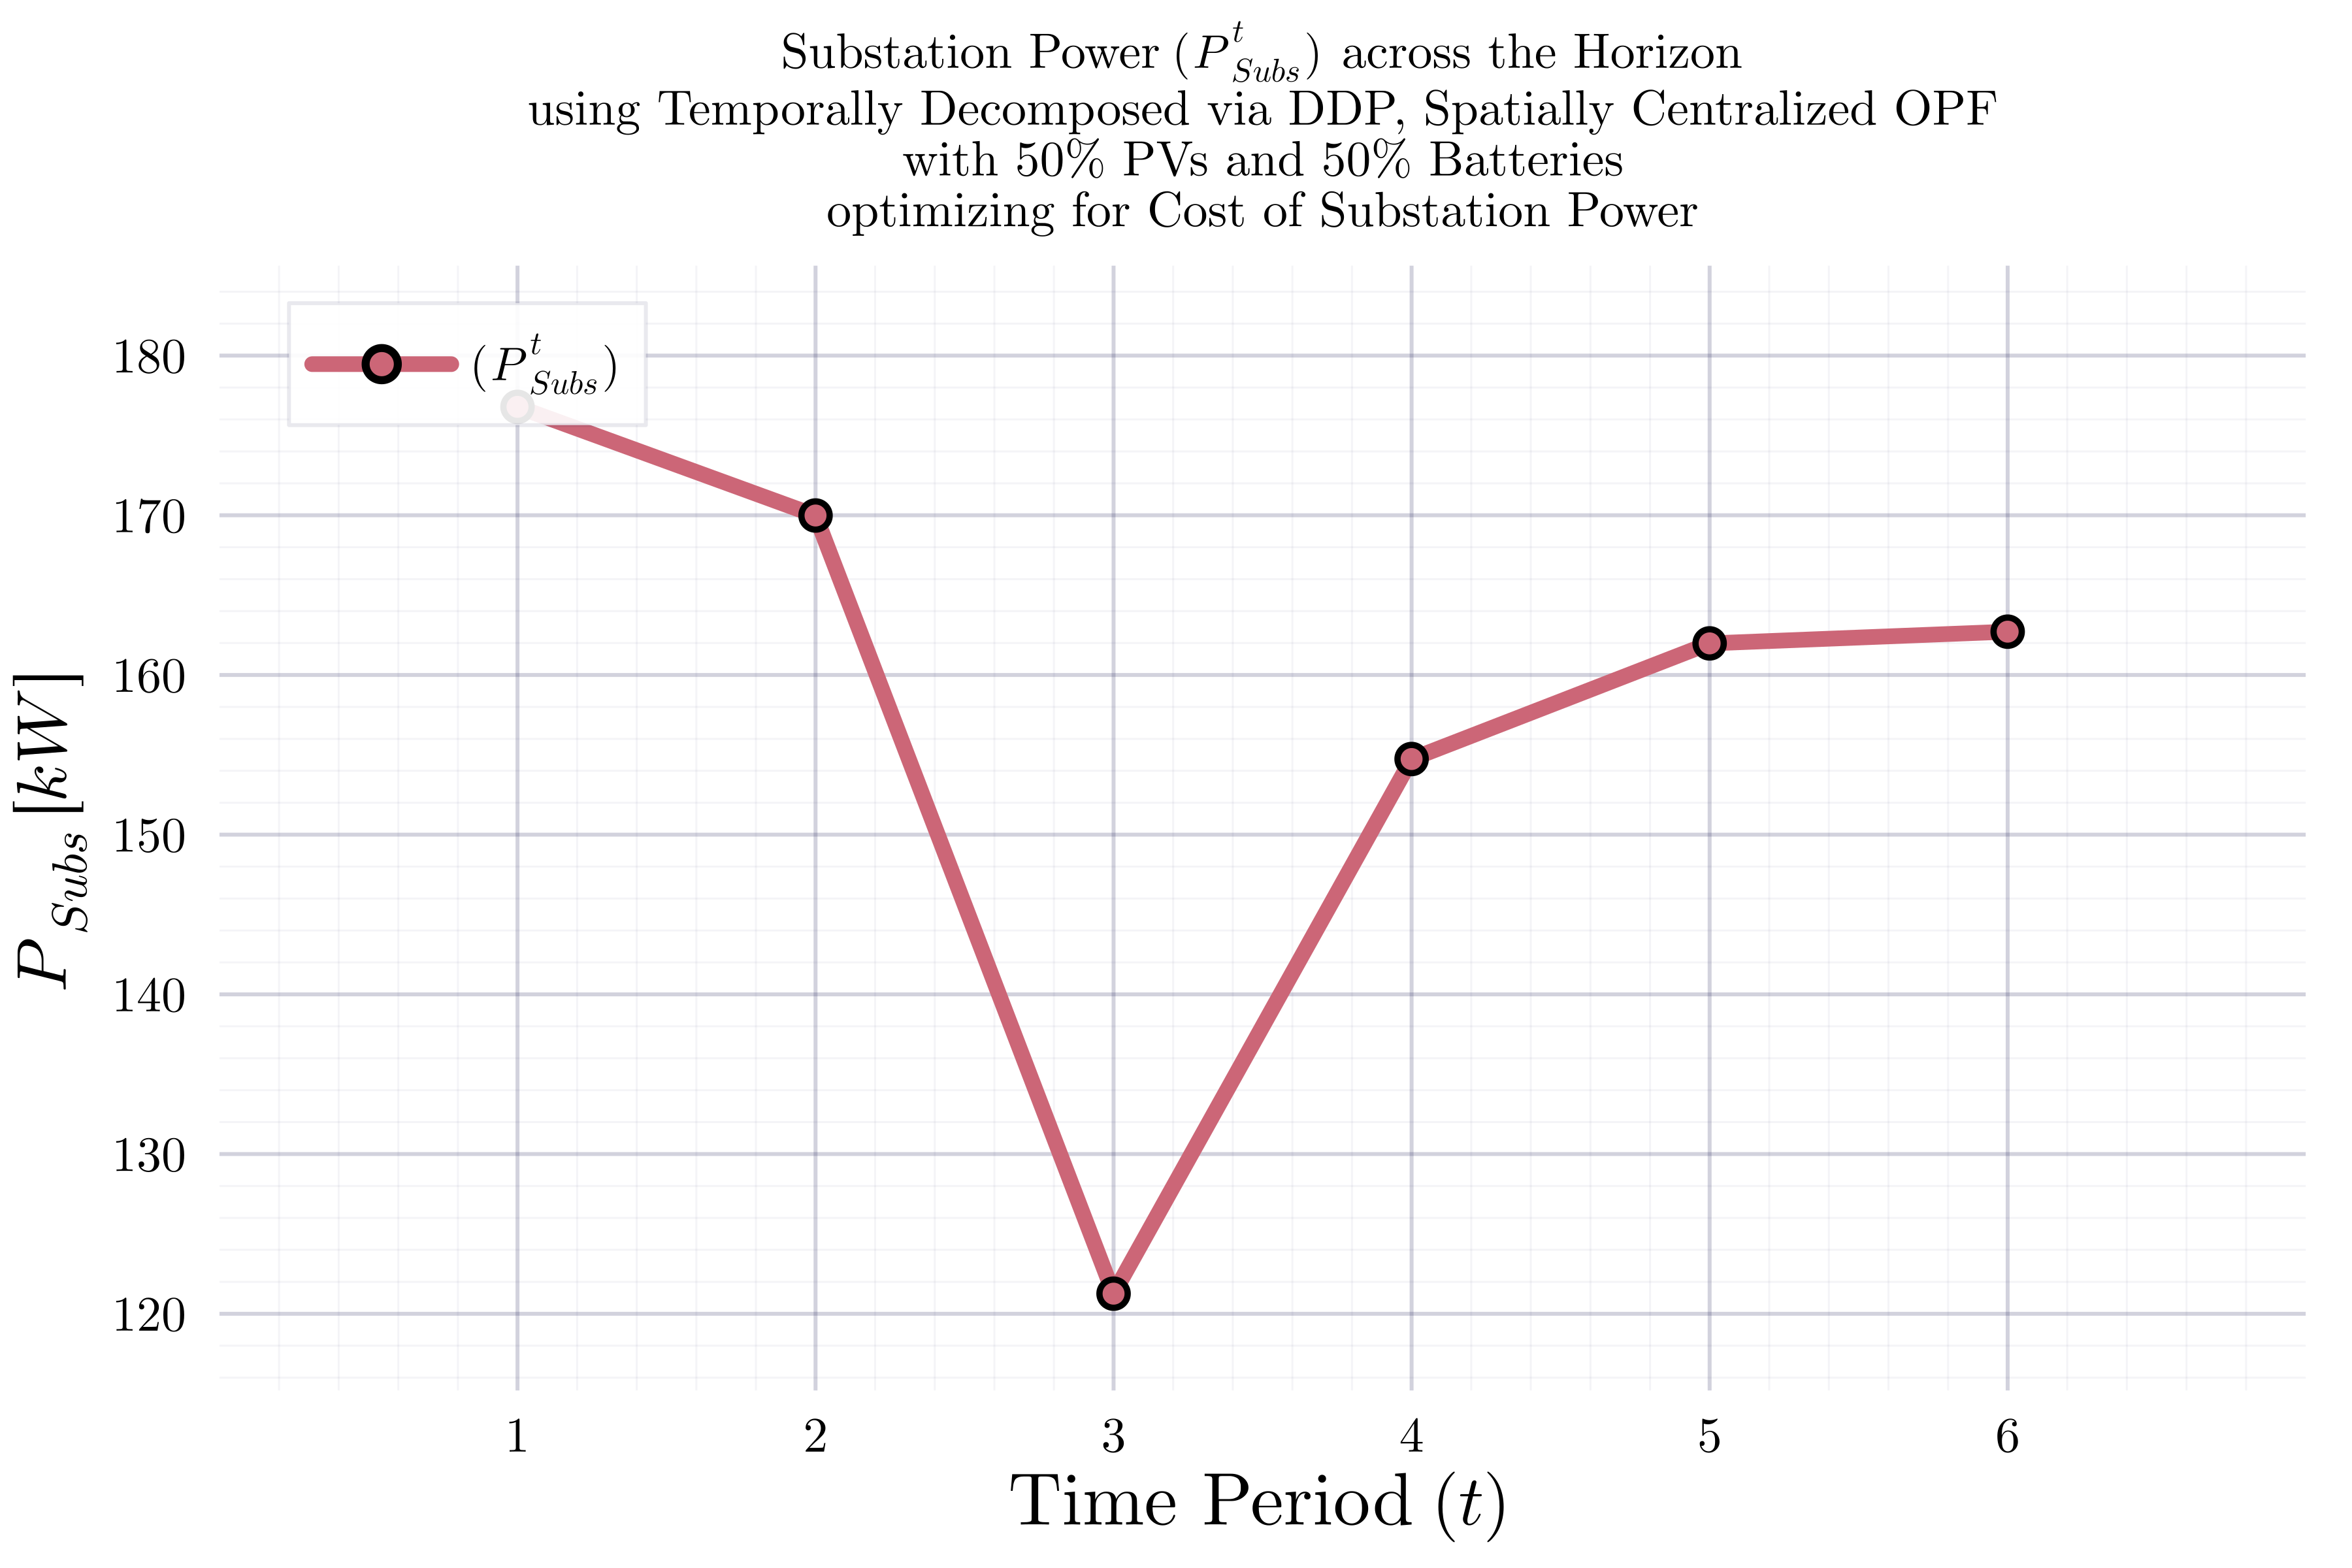 Substation Power (P^t_Subs) across the Horizon
using Temporally Decomposed via DDP, Spatially Centralized OPF
with 50% PVs and 50% Batteries
optimizing for Cost of Substation Power
(P^t_Subs)
P_Subs [kW]
180
170
160
150
140
130
120
1 2 3 4 5 6
Time Period (t)